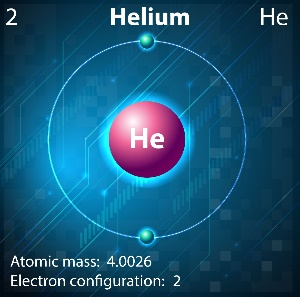 2 Helium He
He
Atomic mass: 4.0026
Electron configuration: 2